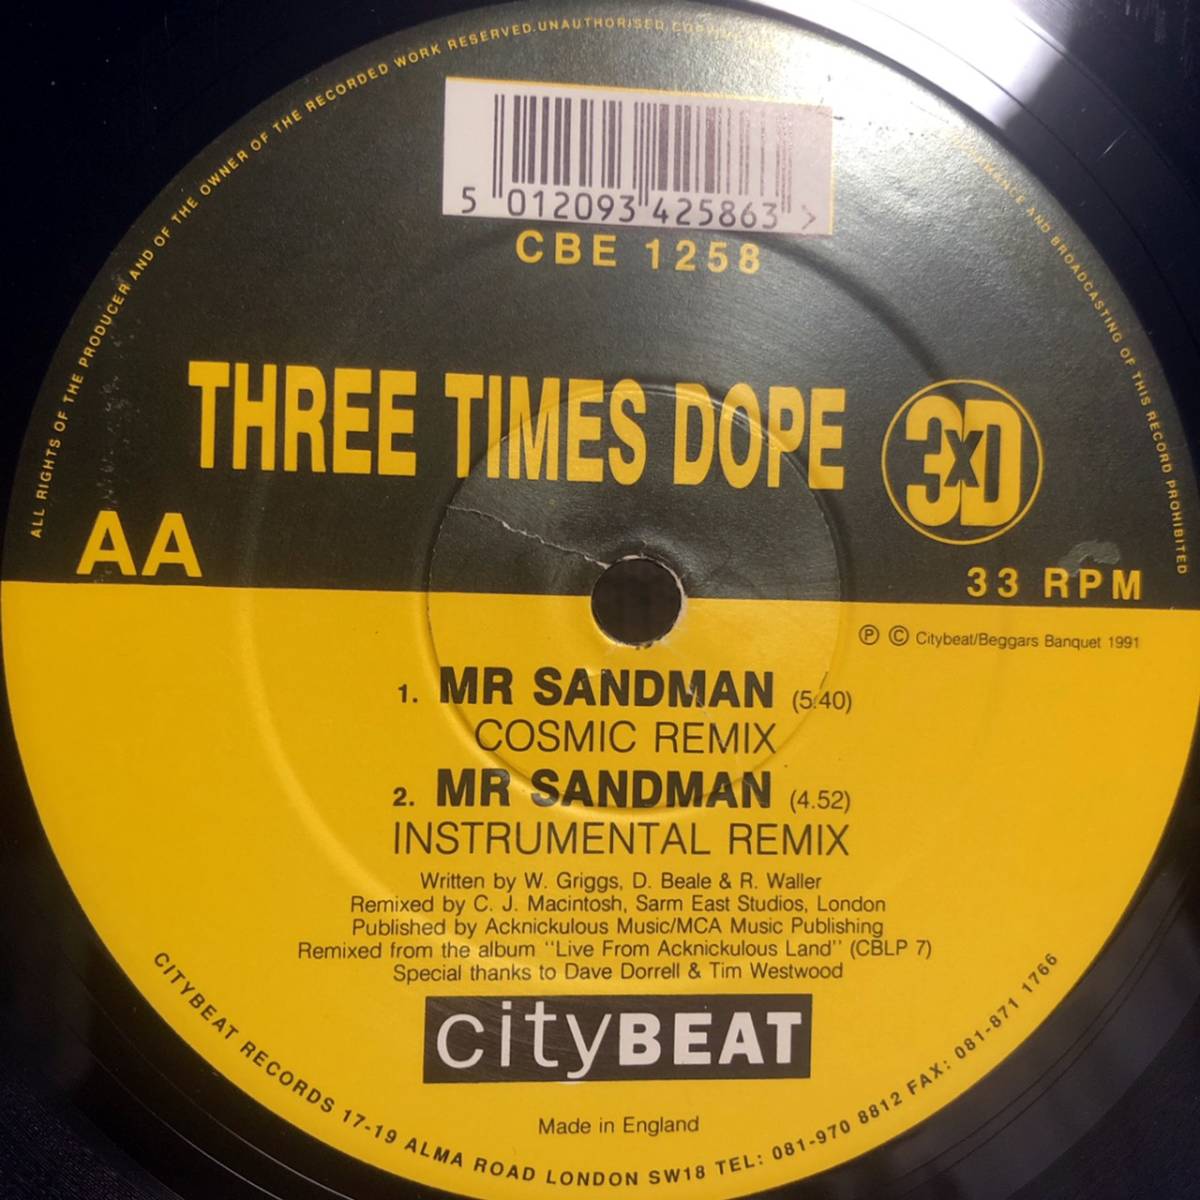 ALL RIGHTS OF THE PRODUCER AND OF THE OWNER OF THE RECORDED WORK RESERVED. UNAUTHORISED COPYING
AND BROADCASTING OF THIS RECORD PROHIBITED
5 012093 425863 >
CBE 1258
THREE TIMES DOPE
3xD
AA
33 RPM
Ⓟ © Citybeat/Beggars Banquet 1991
1. MR SANDMAN (5.40)
COSMIC REMIX
2. MR SANDMAN (4.52)
INSTRUMENTAL REMIX
Written by W. Griggs, D. Beale & R. Waller
Remixed by C. J. Macintosh, Sarm East Studios, London
Published by Acknickulous Music/MCA Music Publishing
Remixed from the album "Live From Acknickulous Land" (CBLP 7)
Special thanks to Dave Dorrell & Tim Westwood
cityBEAT
Made in England
CITYBEAT RECORDS 17-19 ALMA ROAD LONDON SW18 TEL: 081-970 8812 FAX: 081-871 1766